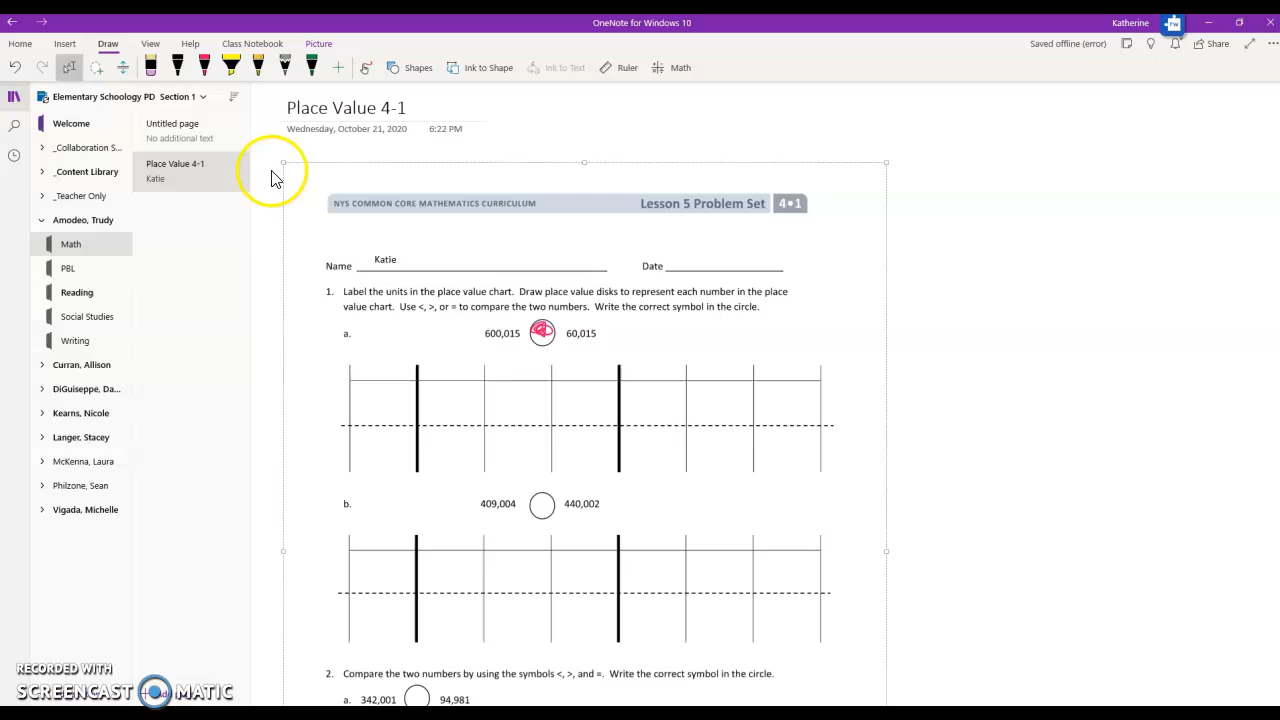 OneNote for Windows 10
Katherine
FW
Home Insert Draw View Help Class Notebook Picture
Saved offline (error) Share
Shapes Ink to Shape Ink to Text Ruler Math
Elementary Schoology PD Section 1
Welcome
_Collaboration S...
_Content Library
_Teacher Only
Amodeo, Trudy
Math
PBL
Reading
Social Studies
Writing
Curran, Allison
DiGuiseppe, Da...
Kearns, Nicole
Langer, Stacey
McKenna, Laura
Philzone, Sean
Vigada, Michelle
Untitled page
No additional text
Place Value 4-1
Katie
Place Value 4-1
Wednesday, October 21, 2020 6:22 PM
NYS COMMON CORE MATHEMATICS CURRICULUM Lesson 5 Problem Set 4•1
Name Katie Date
1. Label the units in the place value chart. Draw place value disks to represent each number in the place
value chart. Use <, >, or = to compare the two numbers. Write the correct symbol in the circle.
a. 600,015 60,015
b. 409,004 440,002
2. Compare the two numbers by using the symbols <, >, and =. Write the correct symbol in the circle.
a. 342,001 94,981
RECORDED WITH
SCREENCAST MATIC